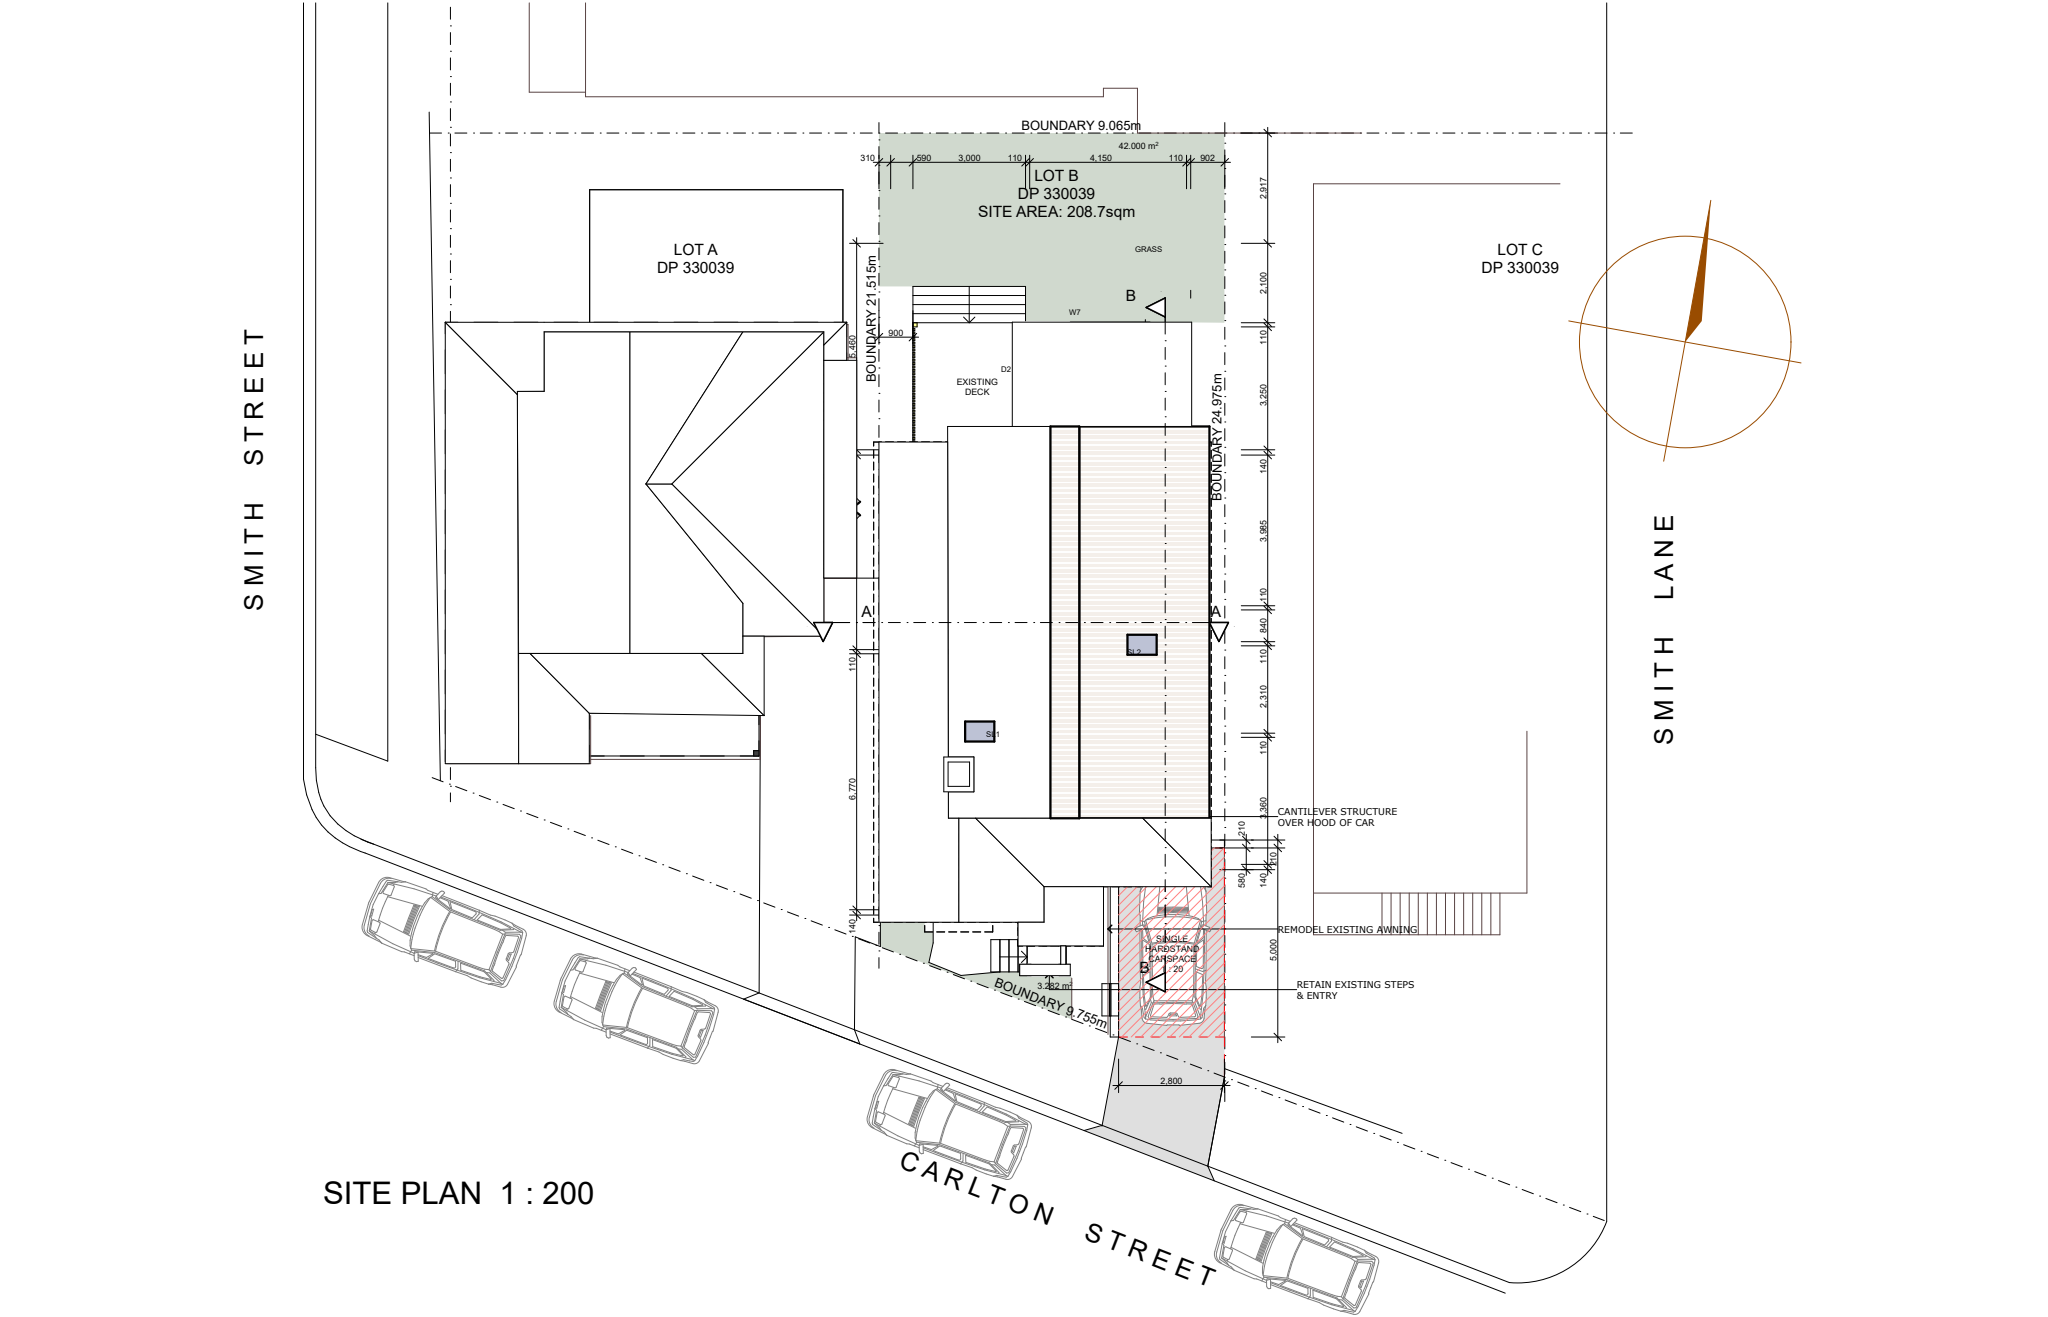 BOUNDARY 9.065m
42.000 m²
310
590
3,000
110
4,150
110
902
LOT B
DP 330039
SITE AREA: 208.7sqm
GRASS
LOT A
DP 330039
LOT C
DP 330039
BOUNDARY 21.515m
BOUNDARY 24.975m
5,460
900
B
W7
D2
EXISTING
DECK
2,917
2,100
110
3,250
140
3,985
110
840
110
2,310
110
3,360
210
210
580
140
5,000
A
A
110
6,770
140
SL2
SL1
SMITH STREET
SMITH LANE
CANTILEVER STRUCTURE
OVER HOOD OF CAR
REMODEL EXISTING AWNING
RETAIN EXISTING STEPS
& ENTRY
SINGLE
HARDSTAND
CARSPACE
1 : 20
B
3.282 m²
BOUNDARY 9.755m
2,800
CARLTON STREET
SITE PLAN 1 : 200